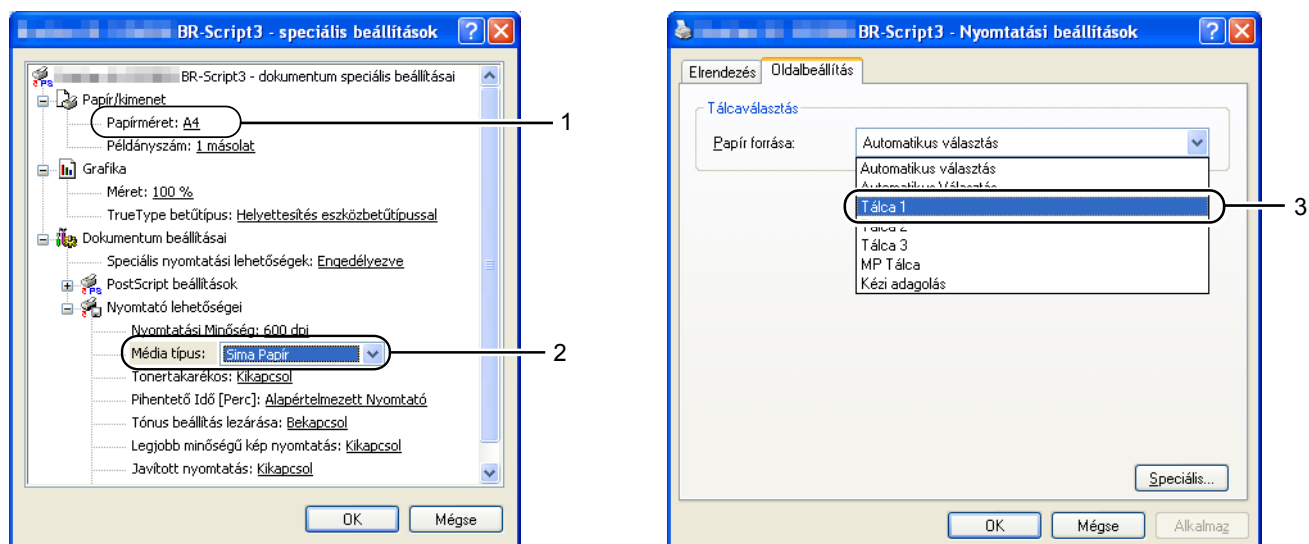 BR-Script3 - speciális beállítások
BR-Script3 - dokumentum speciális beállításai
Papír/kimenet
Papírméret: A4
1
Példányszám: 1 másolat
Grafika
Méret: 100 %
TrueType betűtípus: Helyettesítés eszközbetűtípussal
Dokumentum beállításai
Speciális nyomtatási lehetőségek: Engedélyezve
PostScript beállítások
Nyomtató lehetőségei
Nyomtatási Minőség: 600 dpi
Média típus: Sima Papír
2
Tonertakarékos: Kikapcsol
Pihentető Idő [Perc]: Alapértelmezett Nyomtató
Tónus beállítás lezárása: Bekapcsol
Legjobb minőségű kép nyomtatás: Kikapcsol
Javított nyomtatás: Kikapcsol
OK
Mégse
BR-Script3 - Nyomtatási beállítások
Elrendezés
Oldalbeállítás
Tálcaválasztás
Papír forrása:
Automatikus választás
Automatikus választás
Automatikus Választás
Tálca 1
3
Tálca 2
Tálca 3
MP Tálca
Kézi adagolás
Speciális...
OK
Mégse
Alkalmaz